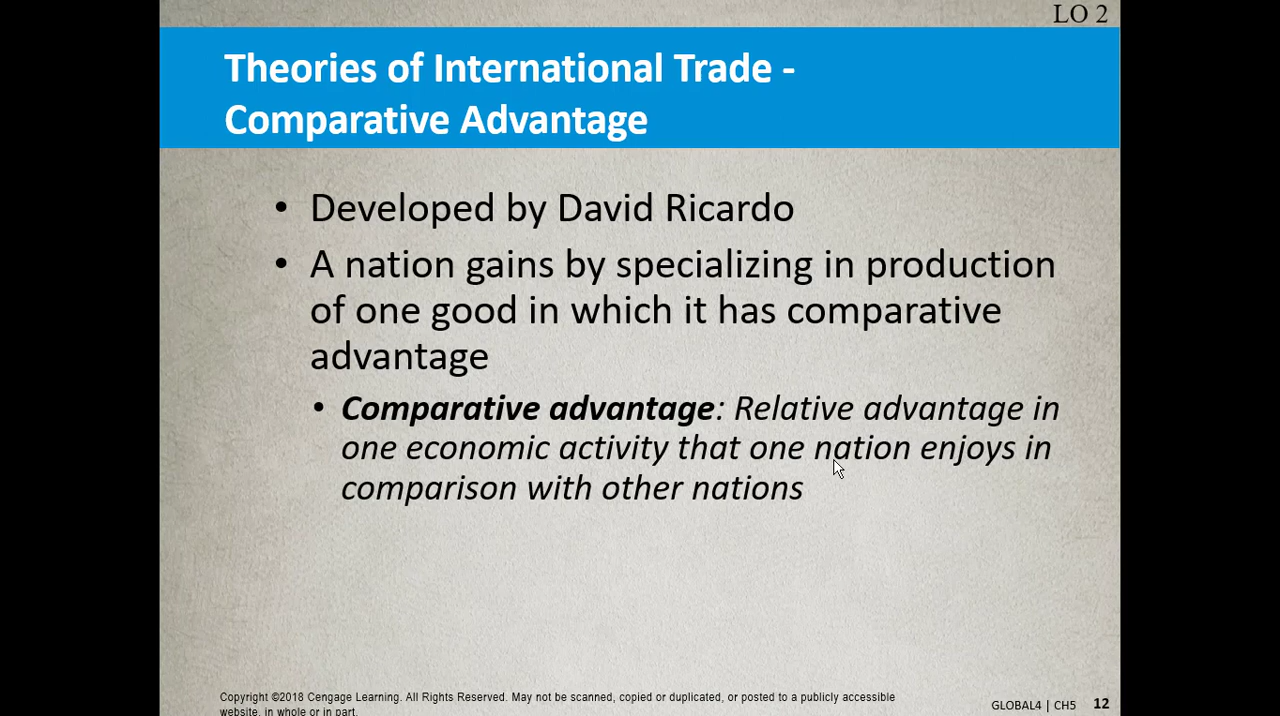 LO 2
Theories of International Trade -
Comparative Advantage
• Developed by David Ricardo
• A nation gains by specializing in production
of one good in which it has comparative
advantage
• Comparative advantage: Relative advantage in
one economic activity that one nation enjoys in
comparison with other nations
Copyright ©2018 Cengage Learning. All Rights Reserved. May not be scanned, copied or duplicated, or posted to a publicly accessible
website, in whole or in part.
GLOBAL4 | CH5 12